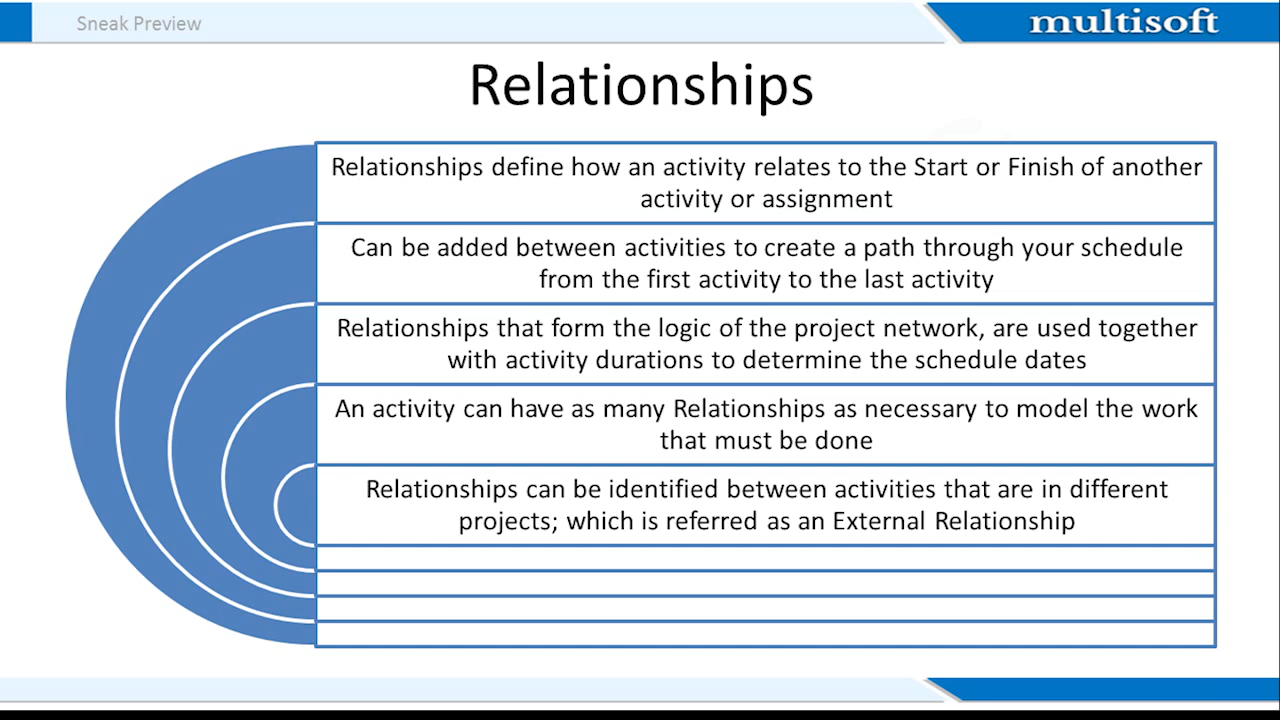 Sneak Preview
multisoft
Relationships
Relationships define how an activity relates to the Start or Finish of another
activity or assignment
Can be added between activities to create a path through your schedule
from the first activity to the last activity
Relationships that form the logic of the project network, are used together
with activity durations to determine the schedule dates
An activity can have as many Relationships as necessary to model the work
that must be done
Relationships can be identified between activities that are in different
projects; which is referred as an External Relationship